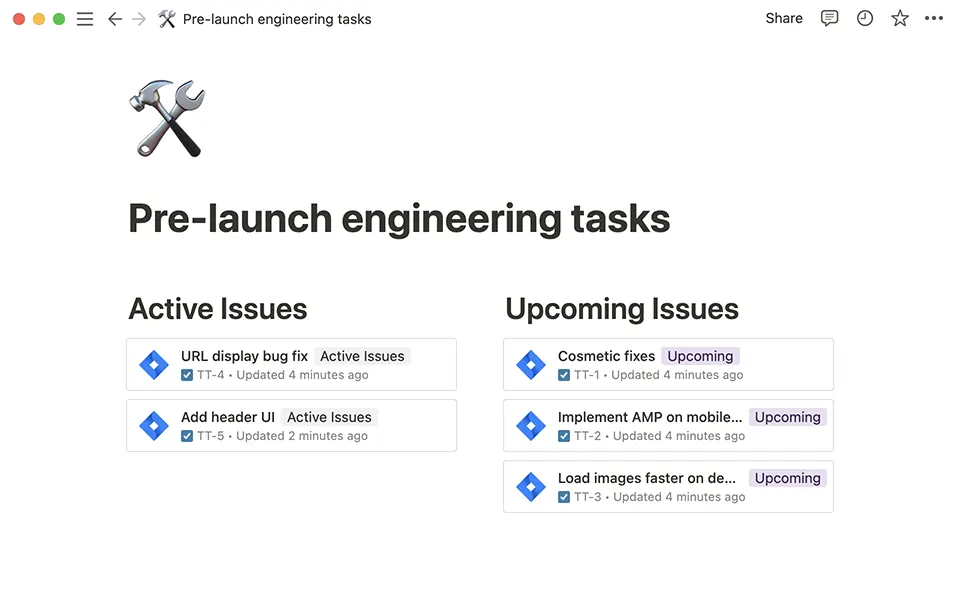 Pre-launch engineering tasks
Share
Pre-launch engineering tasks
Active Issues
URL display bug fix Active Issues
TT-4 • Updated 4 minutes ago
Add header UI Active Issues
TT-5 • Updated 2 minutes ago
Upcoming Issues
Cosmetic fixes Upcoming
TT-1 • Updated 4 minutes ago
Implement AMP on mobile... Upcoming
TT-2 • Updated 4 minutes ago
Load images faster on de... Upcoming
TT-3 • Updated 4 minutes ago